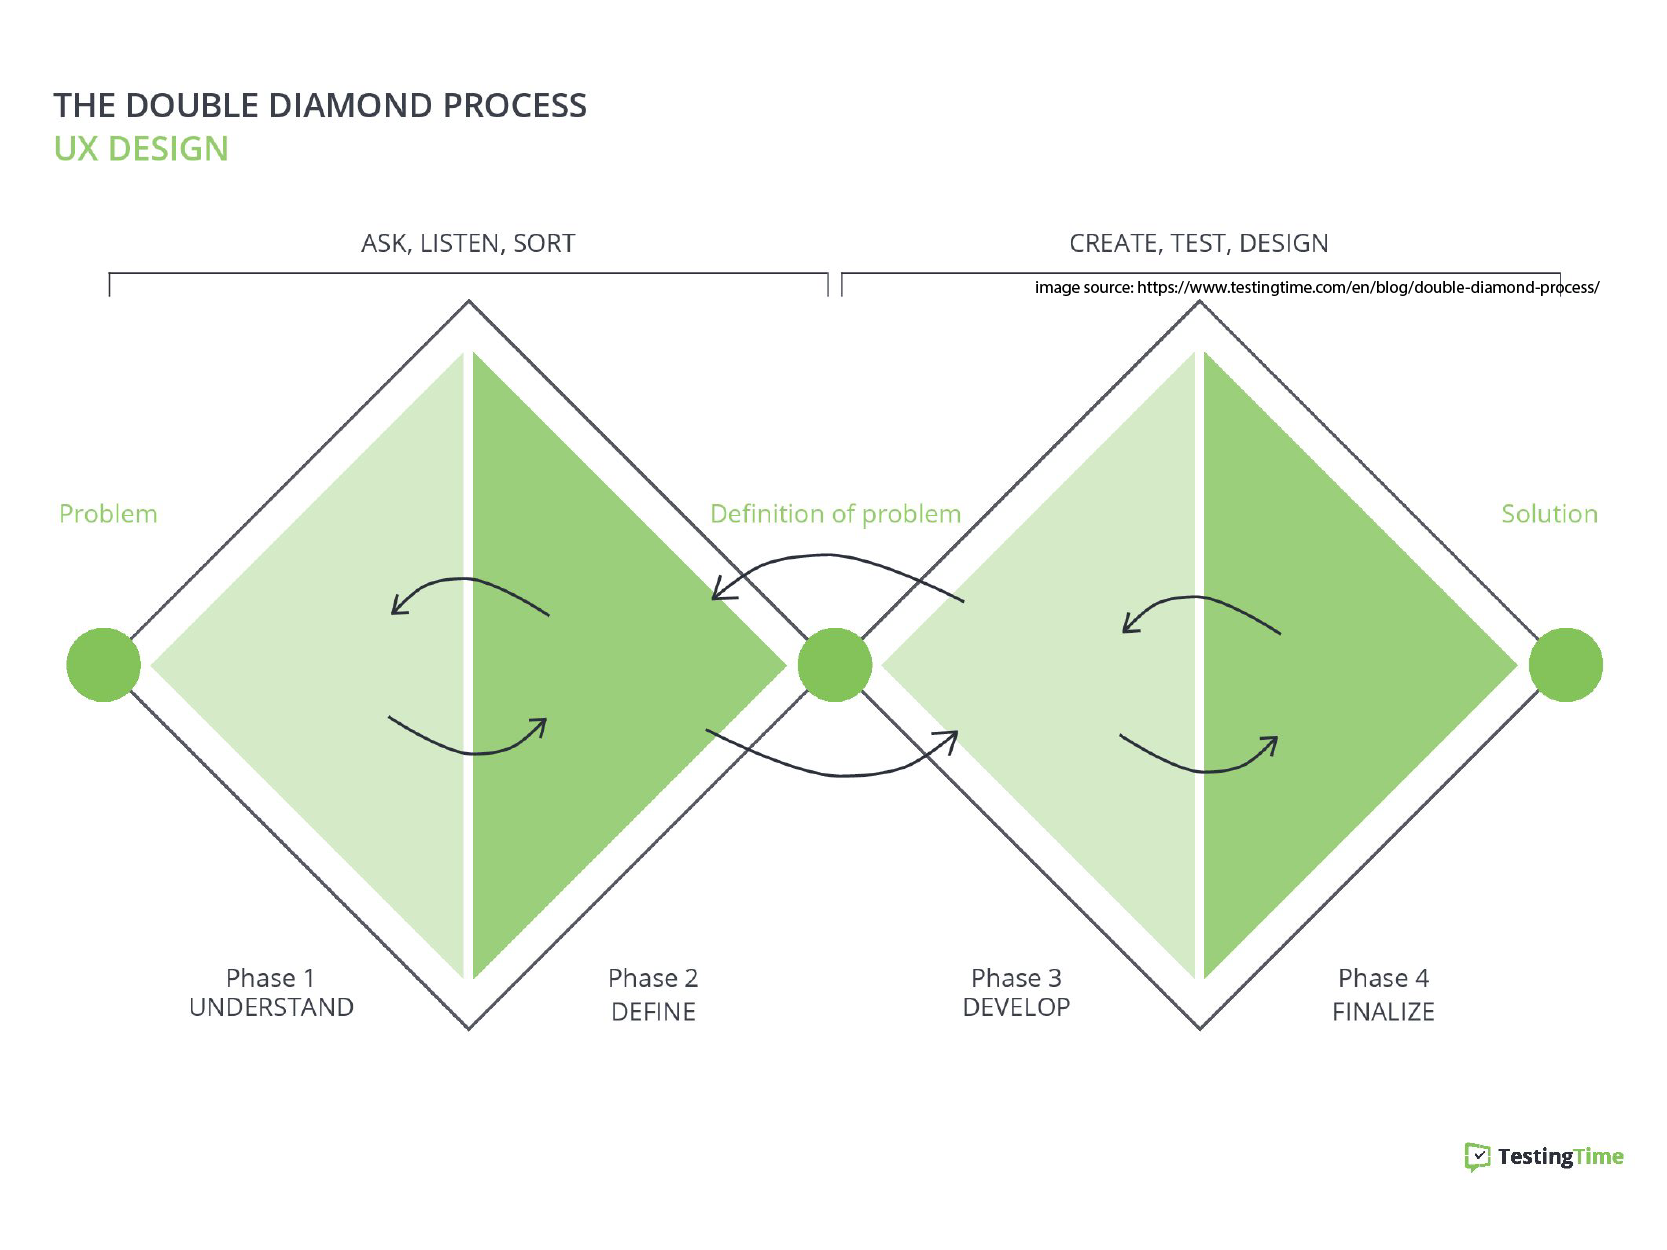 THE DOUBLE DIAMOND PROCESS
UX DESIGN
ASK, LISTEN, SORT
CREATE, TEST, DESIGN
image source: https://www.testingtime.com/en/blog/double-diamond-process/
Problem
Definition of problem
Solution
Phase 1
UNDERSTAND
Phase 2
DEFINE
Phase 3
DEVELOP
Phase 4
FINALIZE
TestingTime